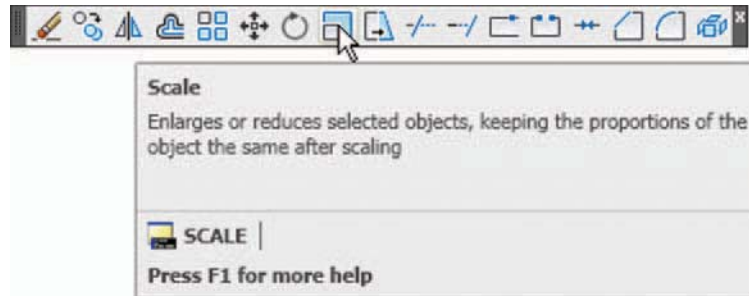 Scale
Enlarges or reduces selected objects, keeping the proportions of the
object the same after scaling
SCALE
Press F1 for more help